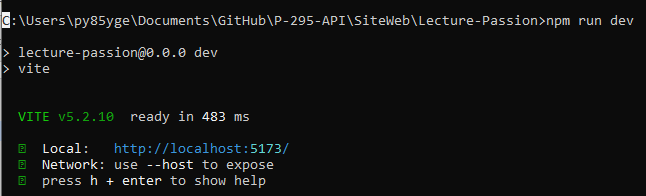 C:\Users\py85yge\Documents\GitHub\P-295-API\SiteWeb\Lecture-Passion>npm run dev
> lecture-passion@0.0.0 dev
> vite
VITE v5.2.10 ready in 483 ms
Local: http://localhost:5173/
Network: use --host to expose
press h + enter to show help